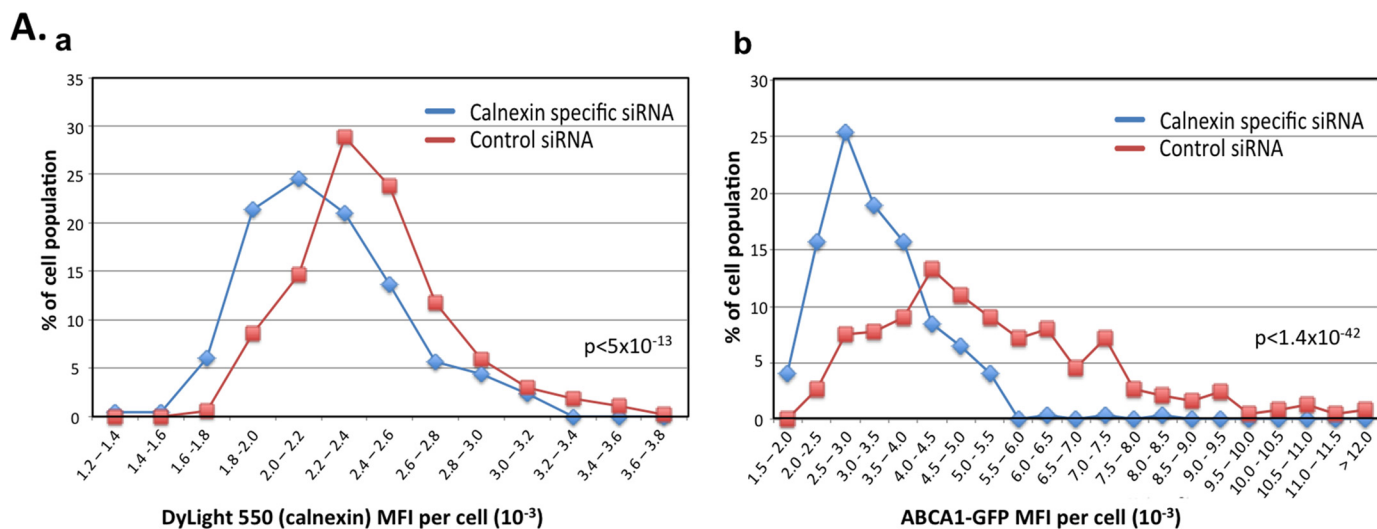 A. a
35
30
25
20
15
10
5
0
% of cell population
Calnexin specific siRNA
Control siRNA
p<5x10-13
1.2 – 1.4
1.4 -1.6
1.6 -1.8
1.8 -2.0
2.0 – 2.2
2.2 – 2.4
2.4 – 2.6
2.6 – 2.8
2.8 – 3.0
3.0 – 3.2
3.2 – 3.4
3.4 – 3.6
3.6 – 3.8
DyLight 550 (calnexin) MFI per cell (10-3)
b
30
25
20
15
10
5
0
% of cell population
Calnexin specific siRNA
Control siRNA
p<1.4x10-42
1.5 – 2.0
2.0 -2.5
2.5 – 3.0
3.0 – 3.5
3.5 – 4.0
4.0 – 4.5
4.5 – 5.0
5.0 – 5.5
5.5 – 6.0
6.0 – 6.5
6.5 – 7.0
7.0 – 7.5
7.5 – 8.0
8.0 – 8.5
8.5 – 9.0
9.0 – 9.5
9.5 – 10.0
10.0 – 10.5
10.5 – 11.0
11.0 – 11.5
> 12.0
ABCA1-GFP MFI per cell (10-3)